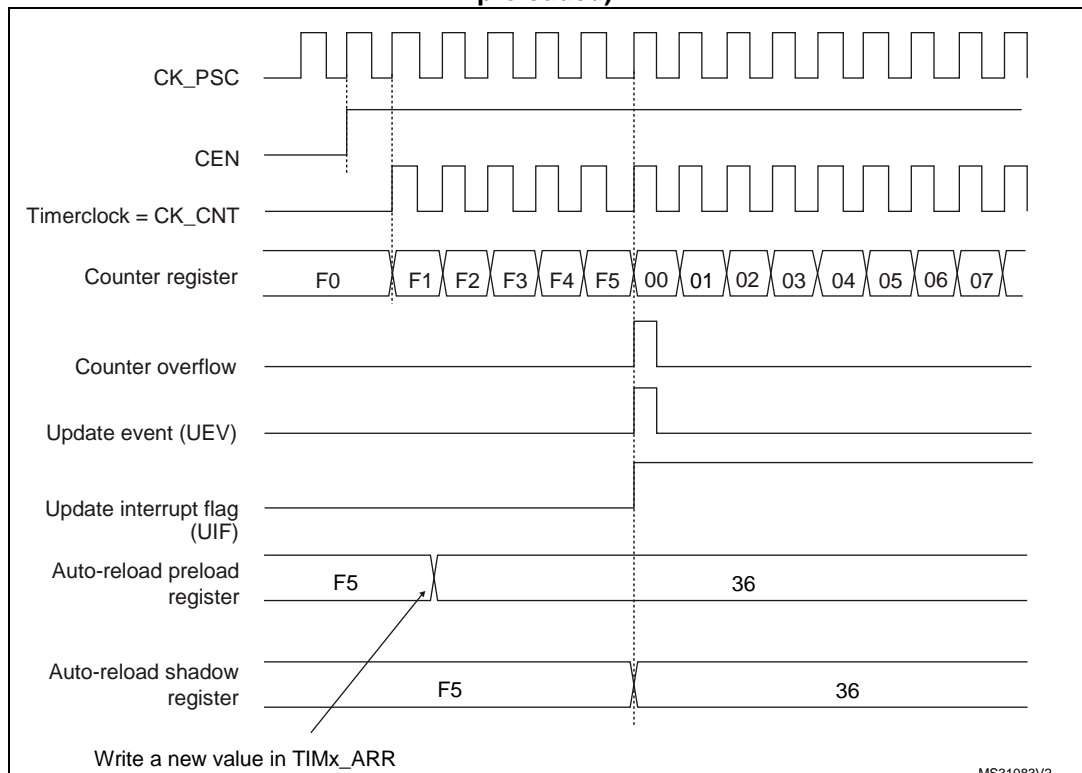 preloaded)
CK_PSC
CEN
Timerclock = CK_CNT
Counter register
F0 F1 F2 F3 F4 F5 00 01 02 03 04 05 06 07
Counter overflow
Update event (UEV)
Update interrupt flag
(UIF)
Auto-reload preload
register
F5 36
Auto-reload shadow
register
F5 36
Write a new value in TIMx_ARR
MS31083V2